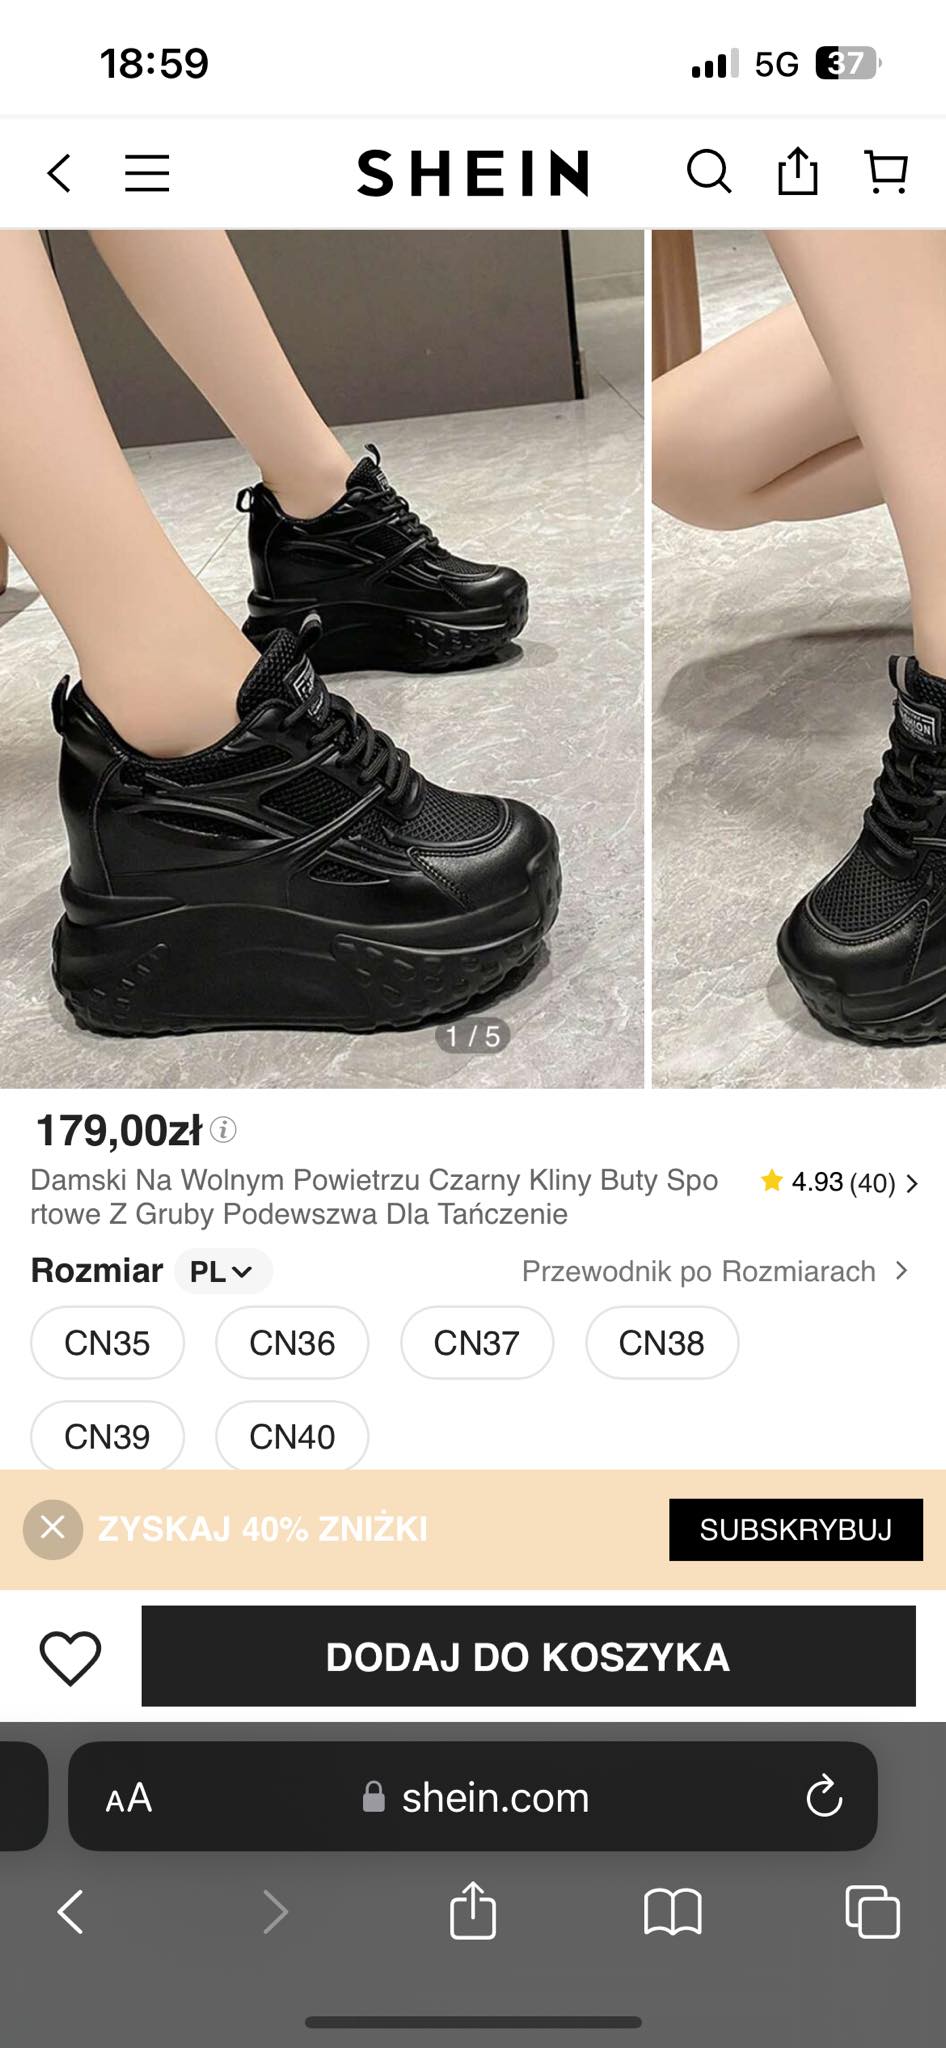 18:59
5G 37
SHEIN
1 / 5
179,00zł
Damski Na Wolnym Powietrzu Czarny Kliny Buty Spo
rtowe Z Gruby Podewszwa Dla Tańczenie
4.93 (40)
Rozmiar PL
Przewodnik po Rozmiarach
CN35 CN36 CN37 CN38
CN39 CN40
ZYSKAJ 40% ZNIŻKI
SUBSKRYBUJ
DODAJ DO KOSZYKA
AA shein.com